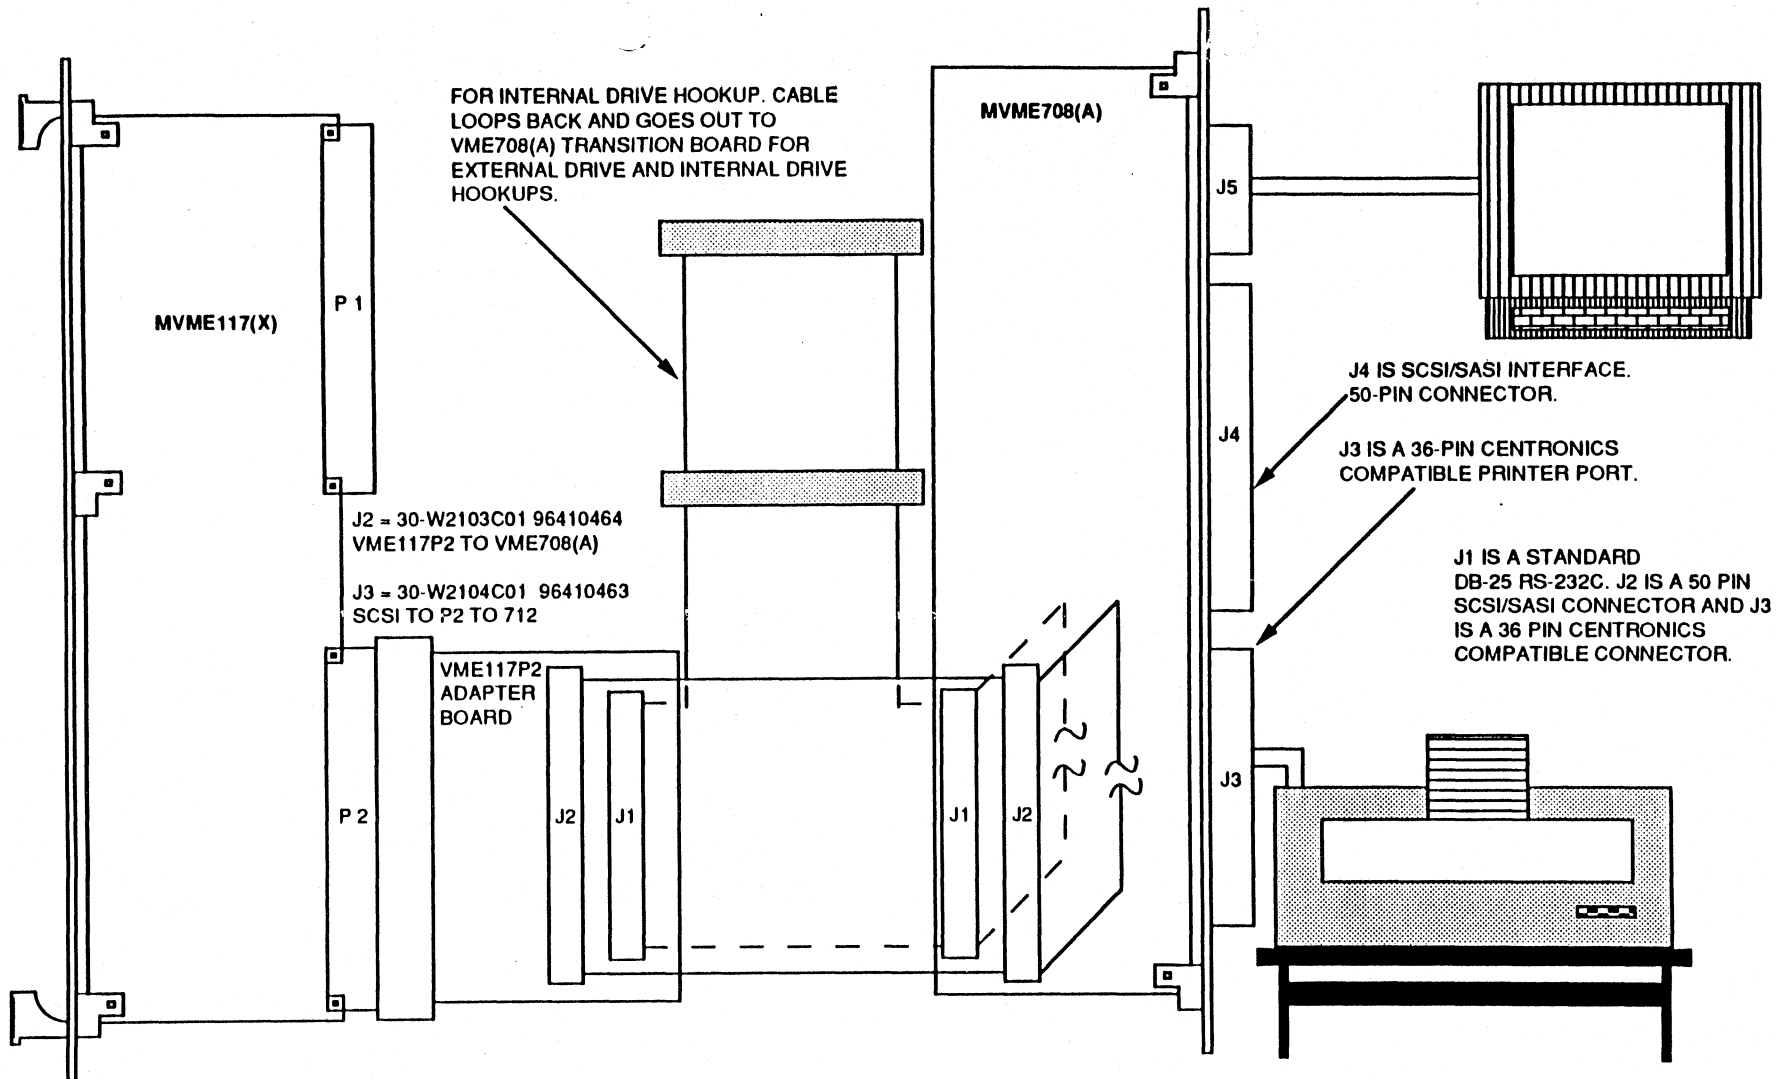 FOR INTERNAL DRIVE HOOKUP. CABLE
LOOPS BACK AND GOES OUT TO
VME708(A) TRANSITION BOARD FOR
EXTERNAL DRIVE AND INTERNAL DRIVE
HOOKUPS.
MVME708(A)
J5
P 1
MVME117(X)
J4 IS SCSI/SASI INTERFACE.
50-PIN CONNECTOR.
J4
J3 IS A 36-PIN CENTRONICS
COMPATIBLE PRINTER PORT.
J2 = 30-W2103C01 96410464
VME117P2 TO VME708(A)
J3 = 30-W2104C01 96410463
SCSI TO P2 TO 712
J1 IS A STANDARD
DB-25 RS-232C. J2 IS A 50 PIN
SCSI/SASI CONNECTOR AND J3
IS A 36 PIN CENTRONICS
COMPATIBLE CONNECTOR.
VME117P2
ADAPTER
BOARD
P 2
J2
J1
J1
J2
J3